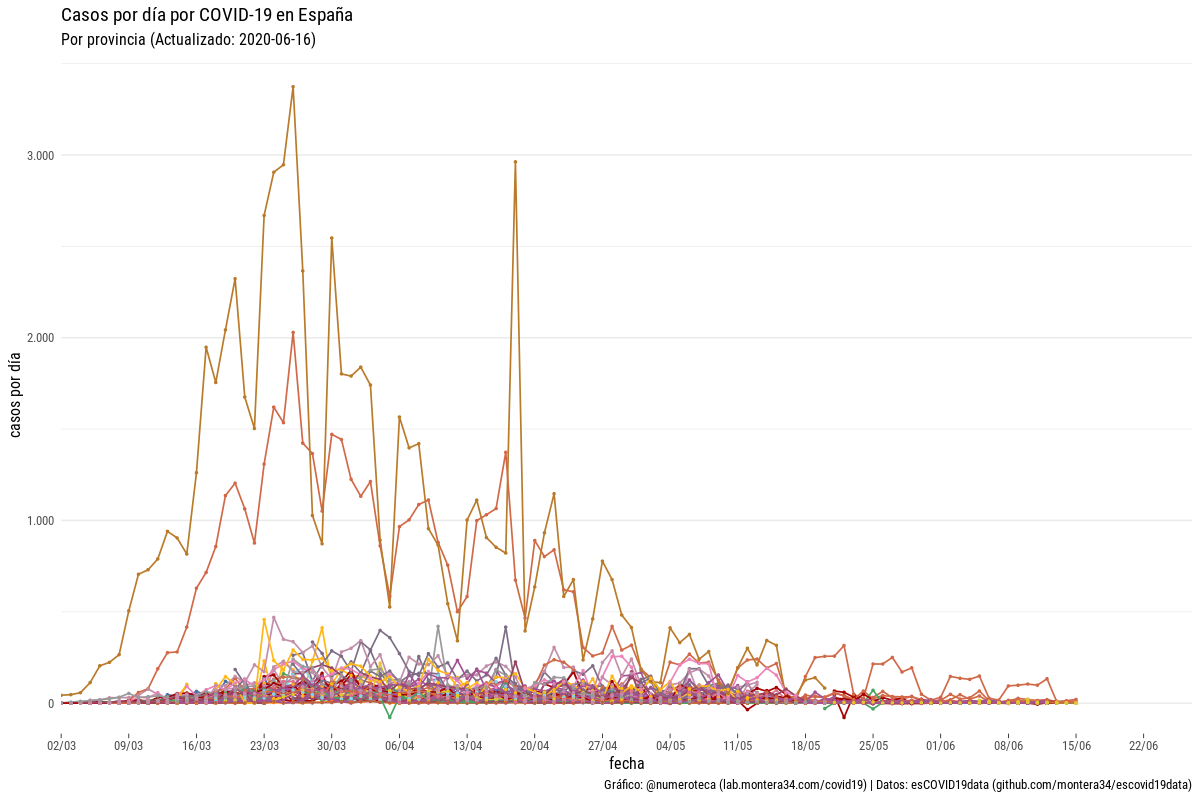 Casos por día por COVID-19 en España
Por provincia (Actualizado: 2020-06-16)
casos por día
3.000
2.000
1.000
0
02/03 09/03 16/03 23/03 30/03 06/04 13/04 20/04 27/04 04/05 11/05 18/05 25/05 01/06 08/06 15/06 22/06
fecha
Gráfico: @numeroteca (lab.montera34.com/covid19) | Datos: esCOVID19data (github.com/montera34/escovid19data)